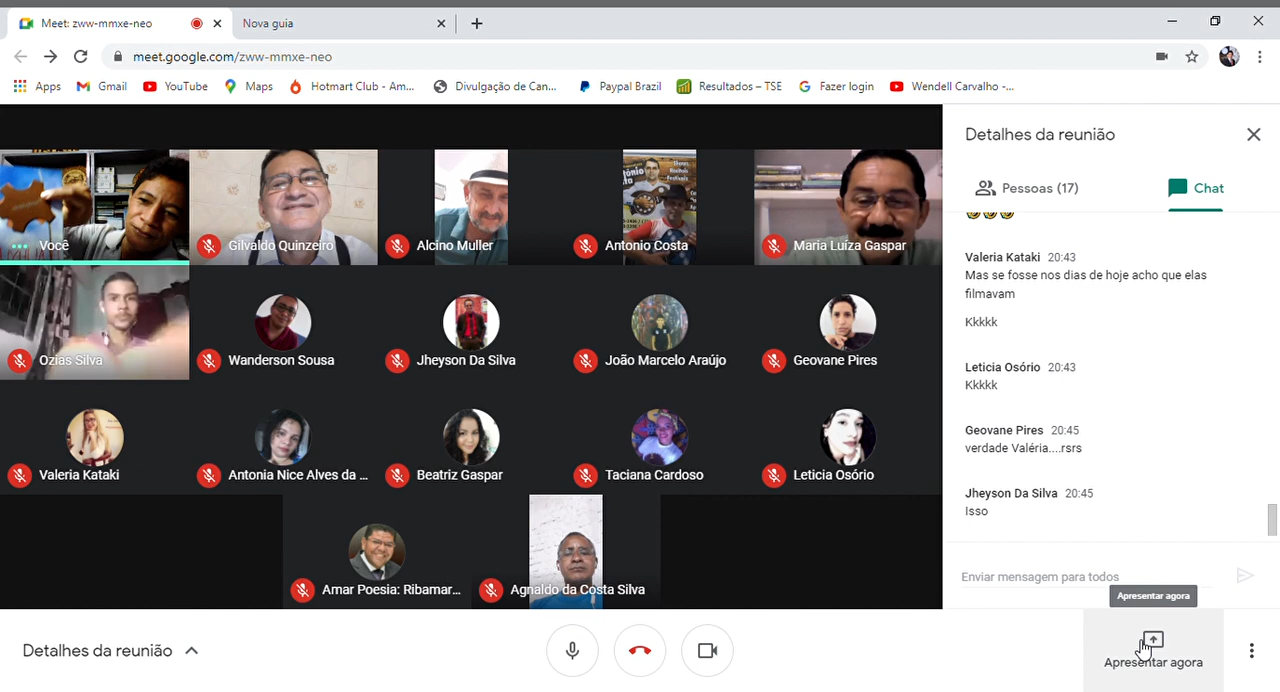 Meet: zww-mmxe-neo
Nova guia
meet.google.com/zww-mmxe-neo
Apps
Gmail
YouTube
Maps
Hotmart Club - Am...
Divulgação de Can...
Paypal Brazil
Resultados – TSE
Fazer login
Wendell Carvalho -...
Você
Gilvaldo Quinzeiro
Alcino Muller
Antonio Costa
Maria Luíza Gaspar
Ozias Silva
Wanderson Sousa
Jheyson Da Silva
João Marcelo Araújo
Geovane Pires
Valeria Kataki
Antonia Nice Alves da ...
Beatriz Gaspar
Taciana Cardoso
Leticia Osório
Amar Poesia: Ribamar...
Agnaldo da Costa Silva
Detalhes da reunião
Pessoas (17)
Chat
Valeria Kataki 20:43
Mas se fosse nos dias de hoje acho que elas
filmavam
Kkkkk
Leticia Osório 20:43
Kkkkk
Geovane Pires 20:45
verdade Valéria....rsrs
Jheyson Da Silva 20:45
Isso
Enviar mensagem para todos
Apresentar agora
Detalhes da reunião
Apresentar agora